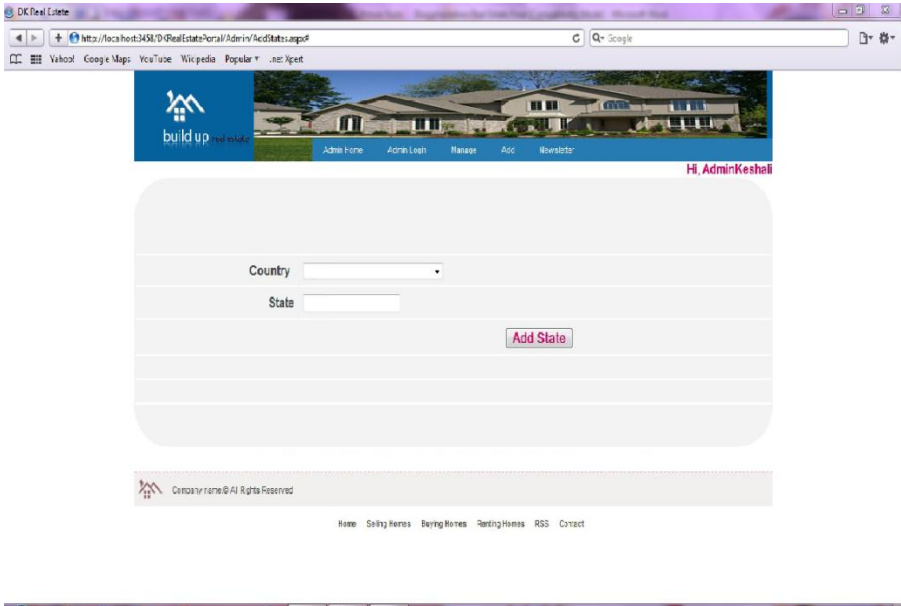 DK Real Estate
http://localhost:3458/DKRealEstatePortal/Admin/AddStates.aspx#
Google
Yahoo! Google Maps YouTube Wikipedia Popular .net Xpert
build up real estate
Admin Home Admin Login Manage Add Newsletter
Hi, AdminKeshali
Country
State
Add State
Company name © All Rights Reserved
Home Selling Homes Buying Homes Renting Homes RSS Contact